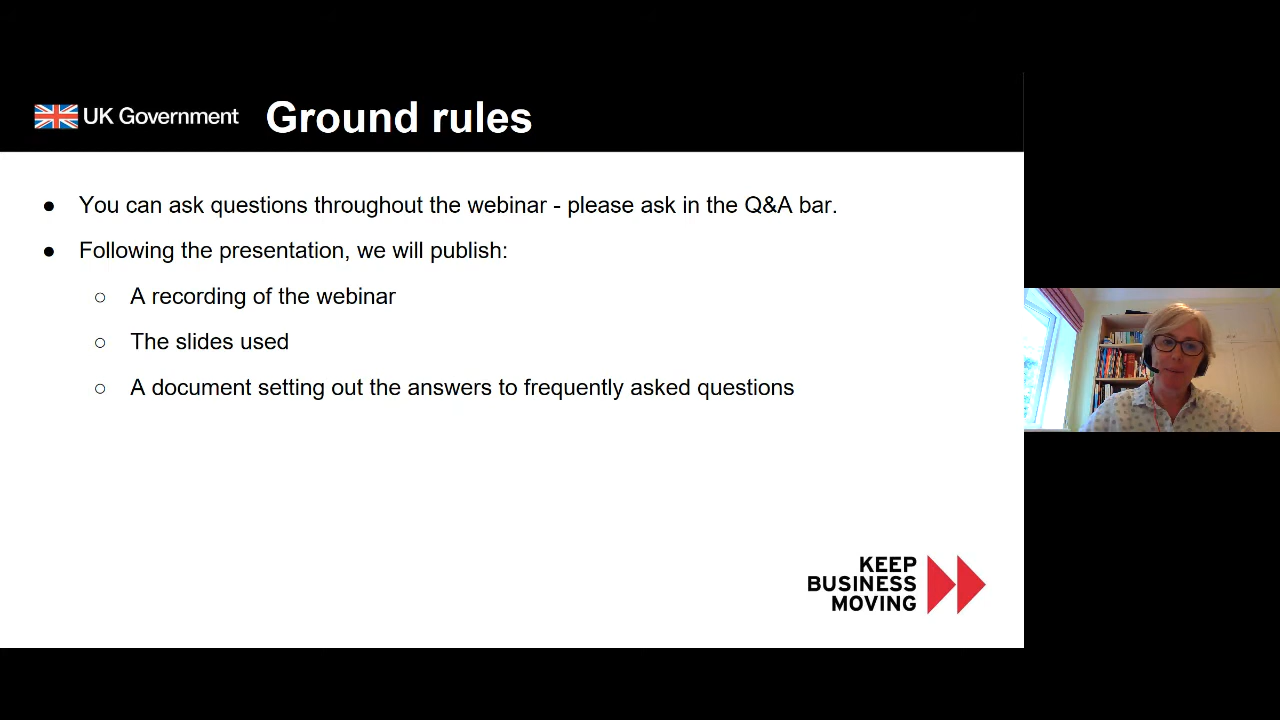 UK Government
Ground rules
● You can ask questions throughout the webinar - please ask in the Q&A bar.
● Following the presentation, we will publish:
○ A recording of the webinar
○ The slides used
○ A document setting out the answers to frequently asked questions
KEEP
BUSINESS
MOVING